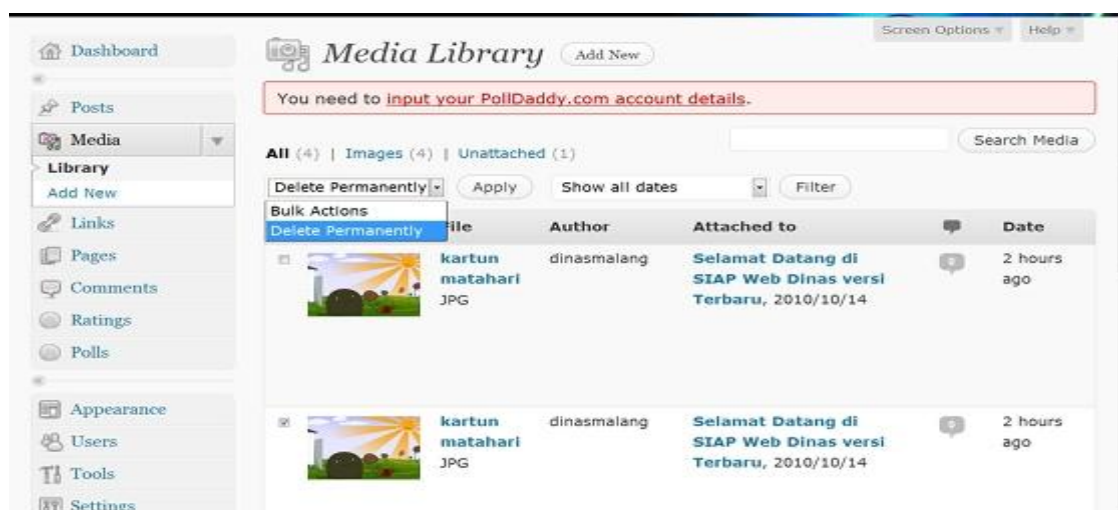 Screen Options Help
Dashboard
Media Library Add New
You need to input your PollDaddy.com account details.
Posts
Media
Library
Add New
Links
Pages
Comments
Ratings
Polls
Appearance
Users
Tools
Settings
Search Media
All (4) | Images (4) | Unattached (1)
Delete Permanently Apply Show all dates Filter
Bulk Actions
Delete Permanently
File Author Attached to Date
kartun matahari
JPG
dinasmalang
Selamat Datang di
SIAP Web Dinas versi
Terbaru, 2010/10/14
0
2 hours
ago
kartun
matahari
JPG
dinasmalang
Selamat Datang di
SIAP Web Dinas versi
Terbaru, 2010/10/14
0
2 hours
ago